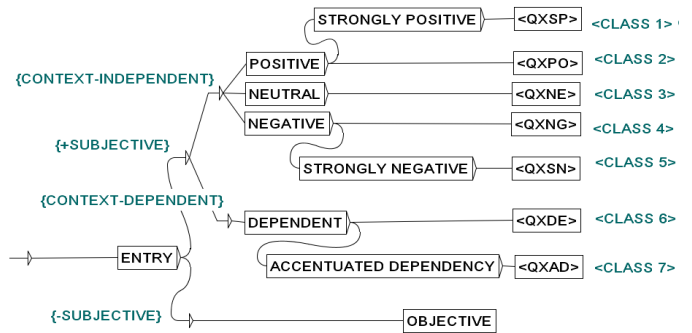 STRONGLY POSITIVE <QXSP> <CLASS 1>
POSITIVE <QXPO> <CLASS 2>
{CONTEXT-INDEPENDENT}
NEUTRAL <QXNE> <CLASS 3>
NEGATIVE <QXNG> <CLASS 4>
{+SUBJECTIVE}
STRONGLY NEGATIVE <QXSN> <CLASS 5>
{CONTEXT-DEPENDENT}
DEPENDENT <QXDE> <CLASS 6>
ENTRY
ACCENTUATED DEPENDENCY <QXAD> <CLASS 7>
{-SUBJECTIVE}
OBJECTIVE